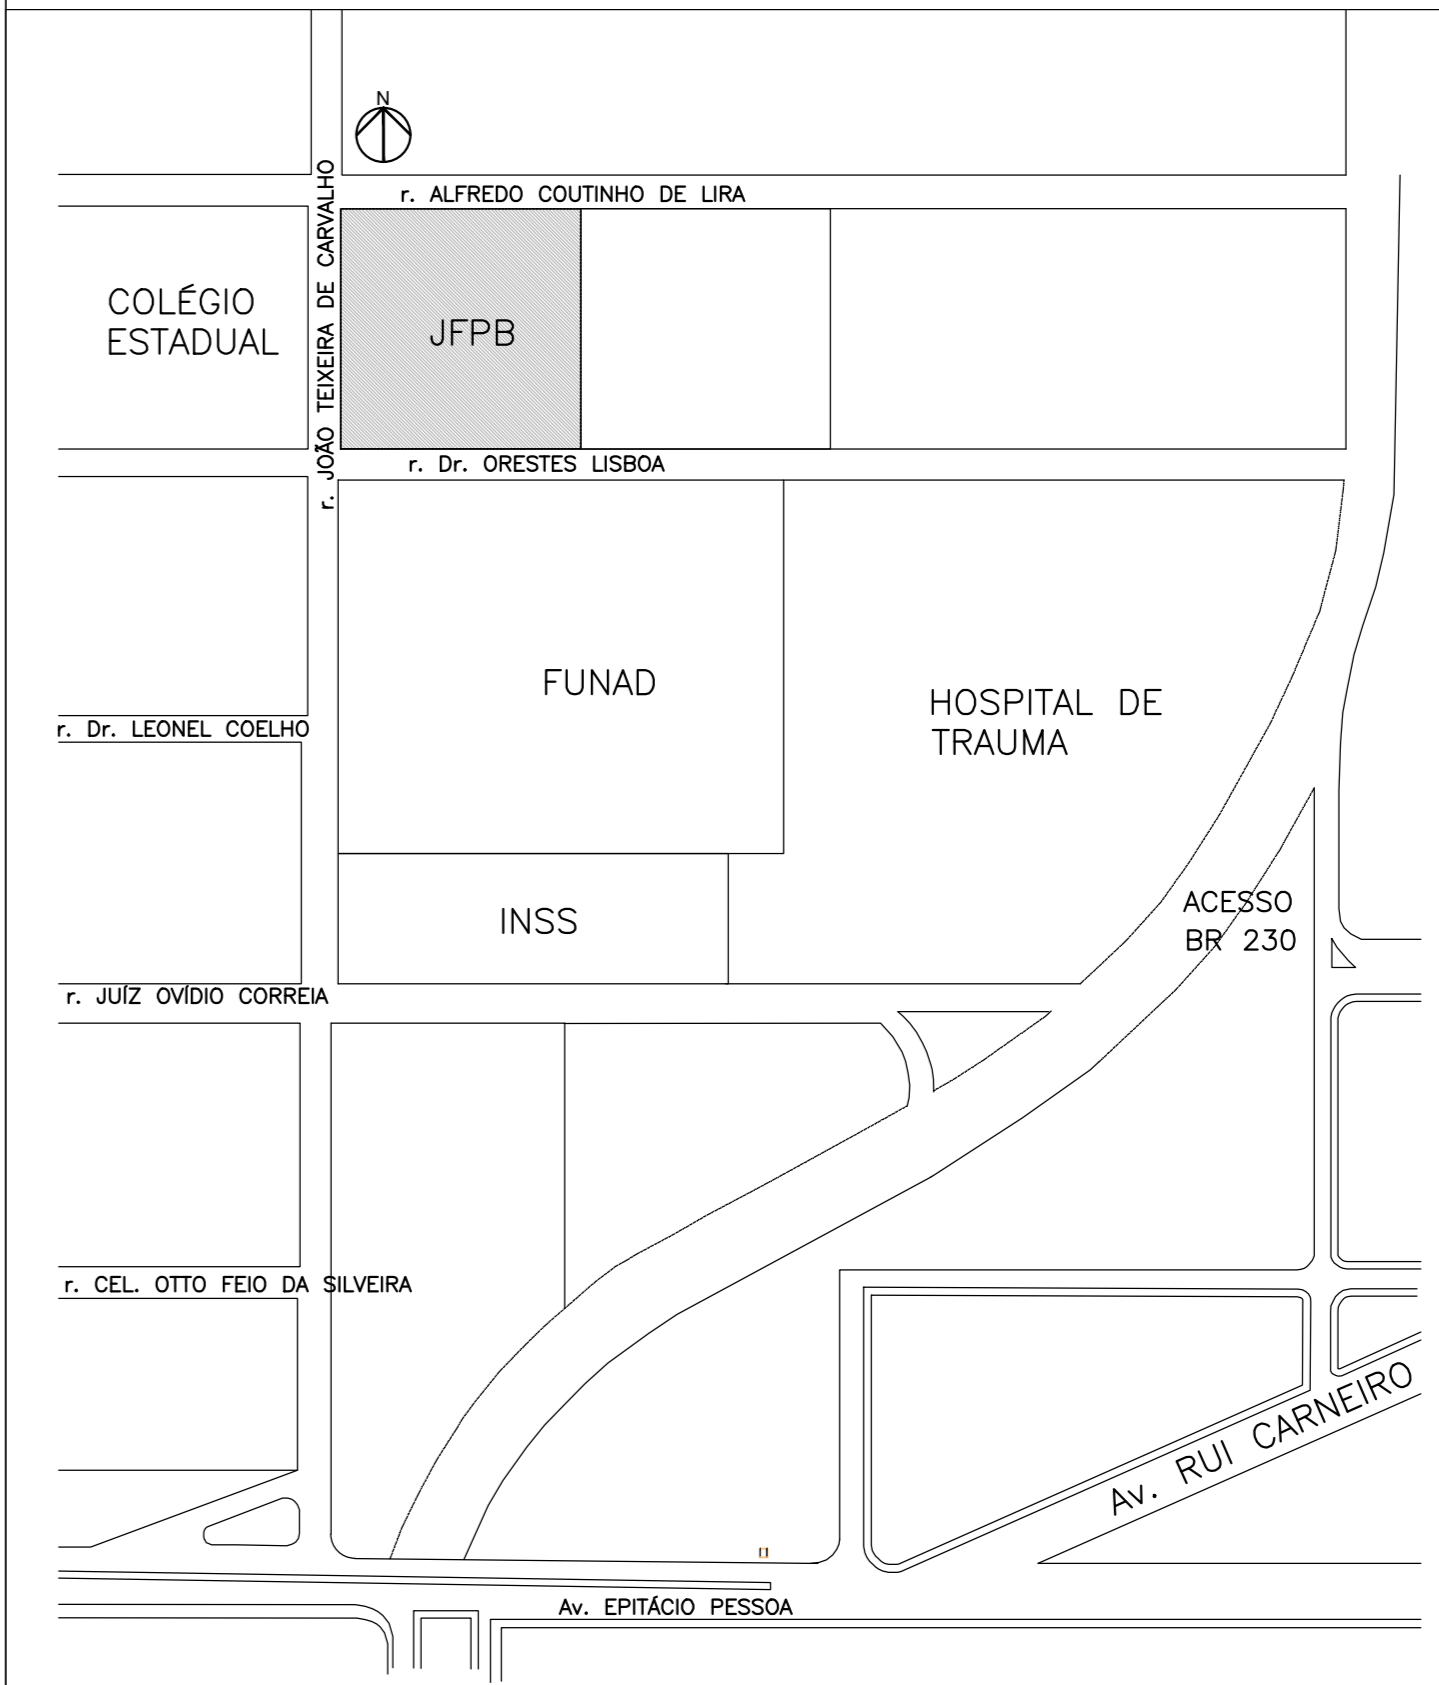 N
r. ALFREDO COUTINHO DE LIRA
r. JOÃO TEIXEIRA DE CARVALHO
COLÉGIO
ESTADUAL
JFPB
r. Dr. ORESTES LISBOA
FUNAD
HOSPITAL DE
TRAUMA
r. Dr. LEONEL COELHO
INSS
ACESSO
BR 230
r. JUÍZ OVÍDIO CORREIA
r. CEL. OTTO FEIO DA SILVEIRA
Av. RUI CARNEIRO
Av. EPITÁCIO PESSOA